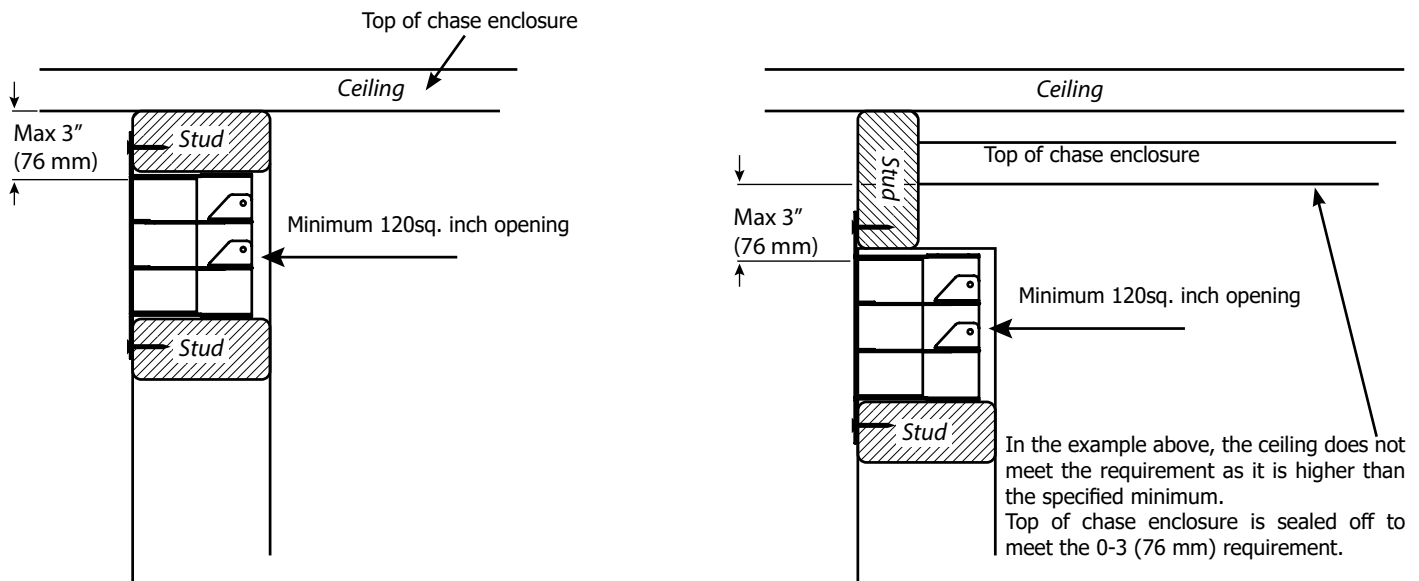 Top of chase enclosure
Ceiling
Max 3"
(76 mm)
Stud
Minimum 120sq. inch opening
Stud
Ceiling
Stud
Top of chase enclosure
Max 3"
(76 mm)
Minimum 120sq. inch opening
Stud
In the example above, the ceiling does not
meet the requirement as it is higher than
the specified minimum.
Top of chase enclosure is sealed off to
meet the 0-3 (76 mm) requirement.